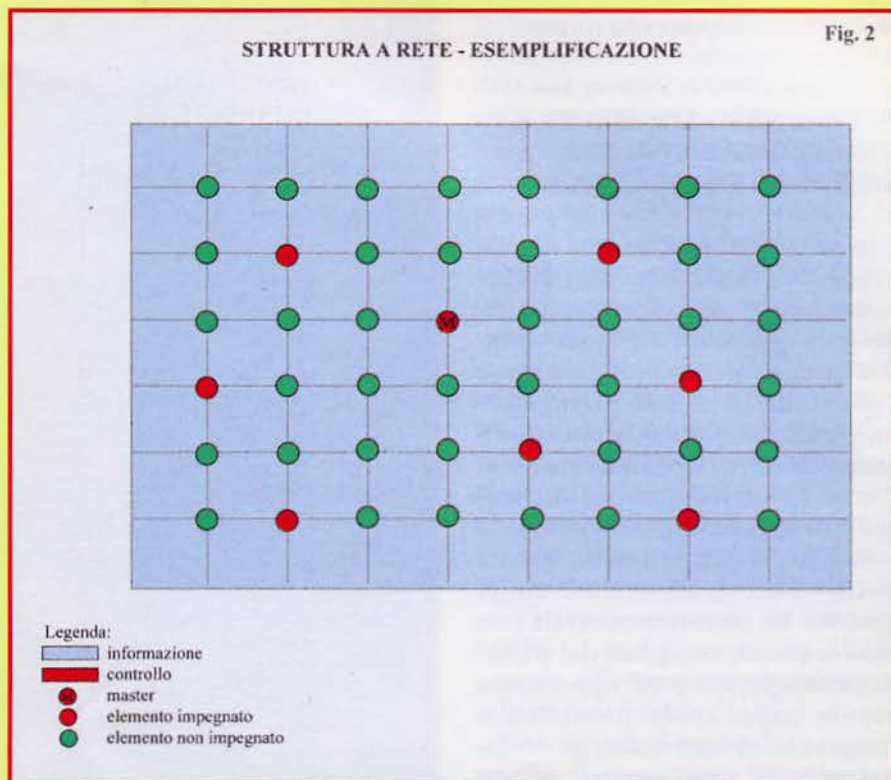 Fig. 2
STRUTTURA A RETE - ESEMPLIFICAZIONE
M
Legenda:
informazione
controllo
M master
elemento impegnato
elemento non impegnato